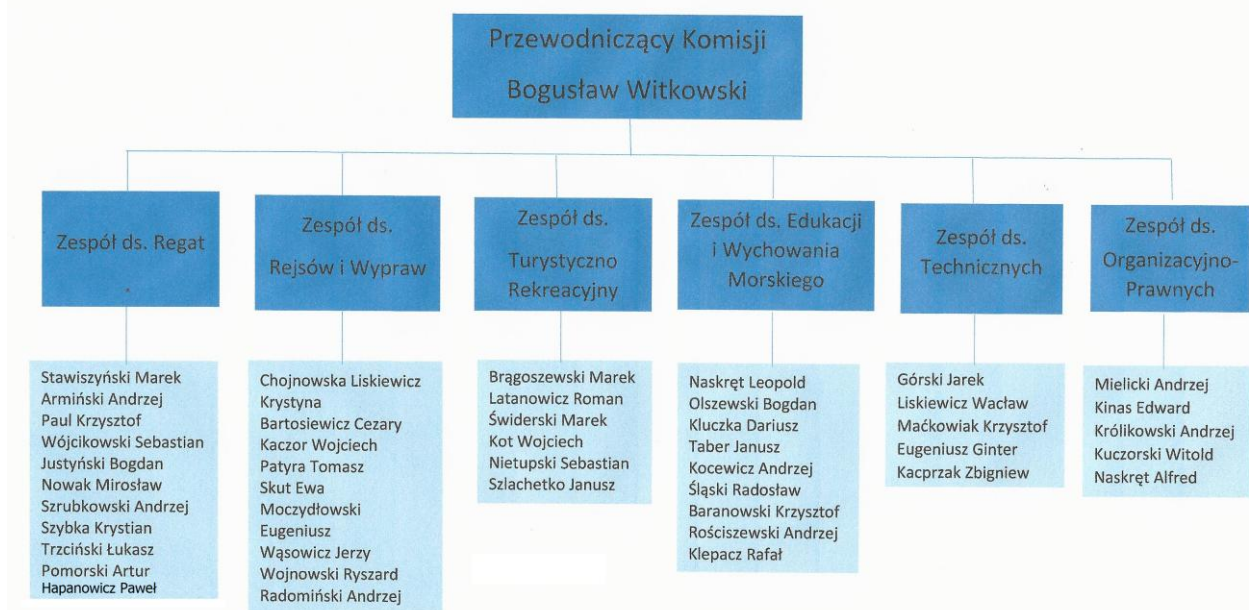 Przewodniczący Komisji
Bogusław Witkowski
Zespół ds. Regat
Zespół ds.
Rejsów i Wypraw
Zespół ds.
Turystyczno
Rekreacyjny
Zespół ds. Edukacji
i Wychowania
Morskiego
Zespół ds.
Technicznych
Zespół ds.
Organizacyjno-
Prawnych
Stawiszyński Marek
Armiński Andrzej
Paul Krzysztof
Wójcikowski Sebastian
Justyński Bogdan
Nowak Mirosław
Szrubkowski Andrzej
Szybka Krystian
Trzciński Łukasz
Pomorski Artur
Hapanowicz Paweł
Chojnowska Liskiewicz
Krystyna
Bartosiewicz Cezary
Kaczor Wojciech
Patyra Tomasz
Skut Ewa
Moczydłowski
Eugeniusz
Wąsowicz Jerzy
Wojnowski Ryszard
Radomiński Andrzej
Brągoszewski Marek
Latanowicz Roman
Świderski Marek
Kot Wojciech
Nietupski Sebastian
Szlachetko Janusz
Naskręt Leopold
Olszewski Bogdan
Kluczka Dariusz
Taber Janusz
Kocewicz Andrzej
Śląski Radosław
Baranowski Krzysztof
Rościszewski Andrzej
Klepacz Rafał
Górski Jarek
Liskiewicz Wacław
Maćkowiak Krzysztof
Eugeniusz Ginter
Kacprzak Zbigniew
Mielicki Andrzej
Kinas Edward
Królikowski Andrzej
Kuczorski Witold
Naskręt Alfred